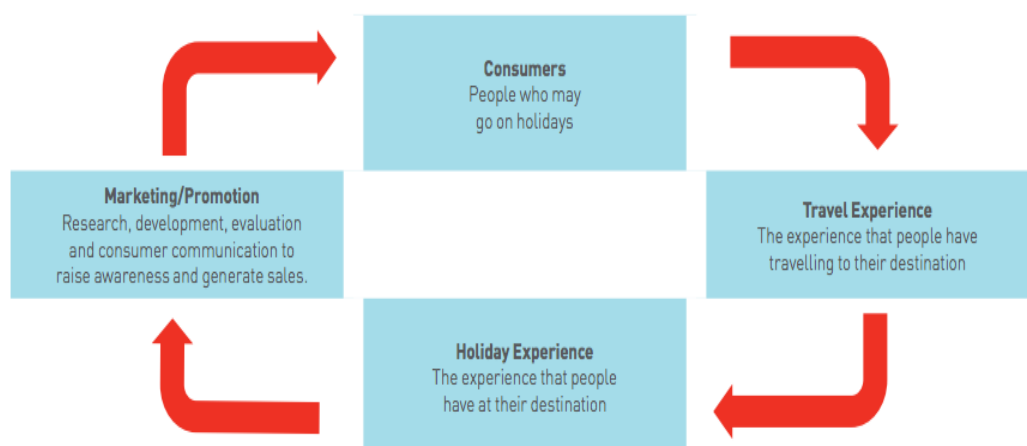 Consumers
People who may
go on holidays
Marketing/Promotion
Research, development, evaluation
and consumer communication to
raise awareness and generate sales.
Travel Experience
The experience that people have
travelling to their destination
Holiday Experience
The experience that people
have at their destination